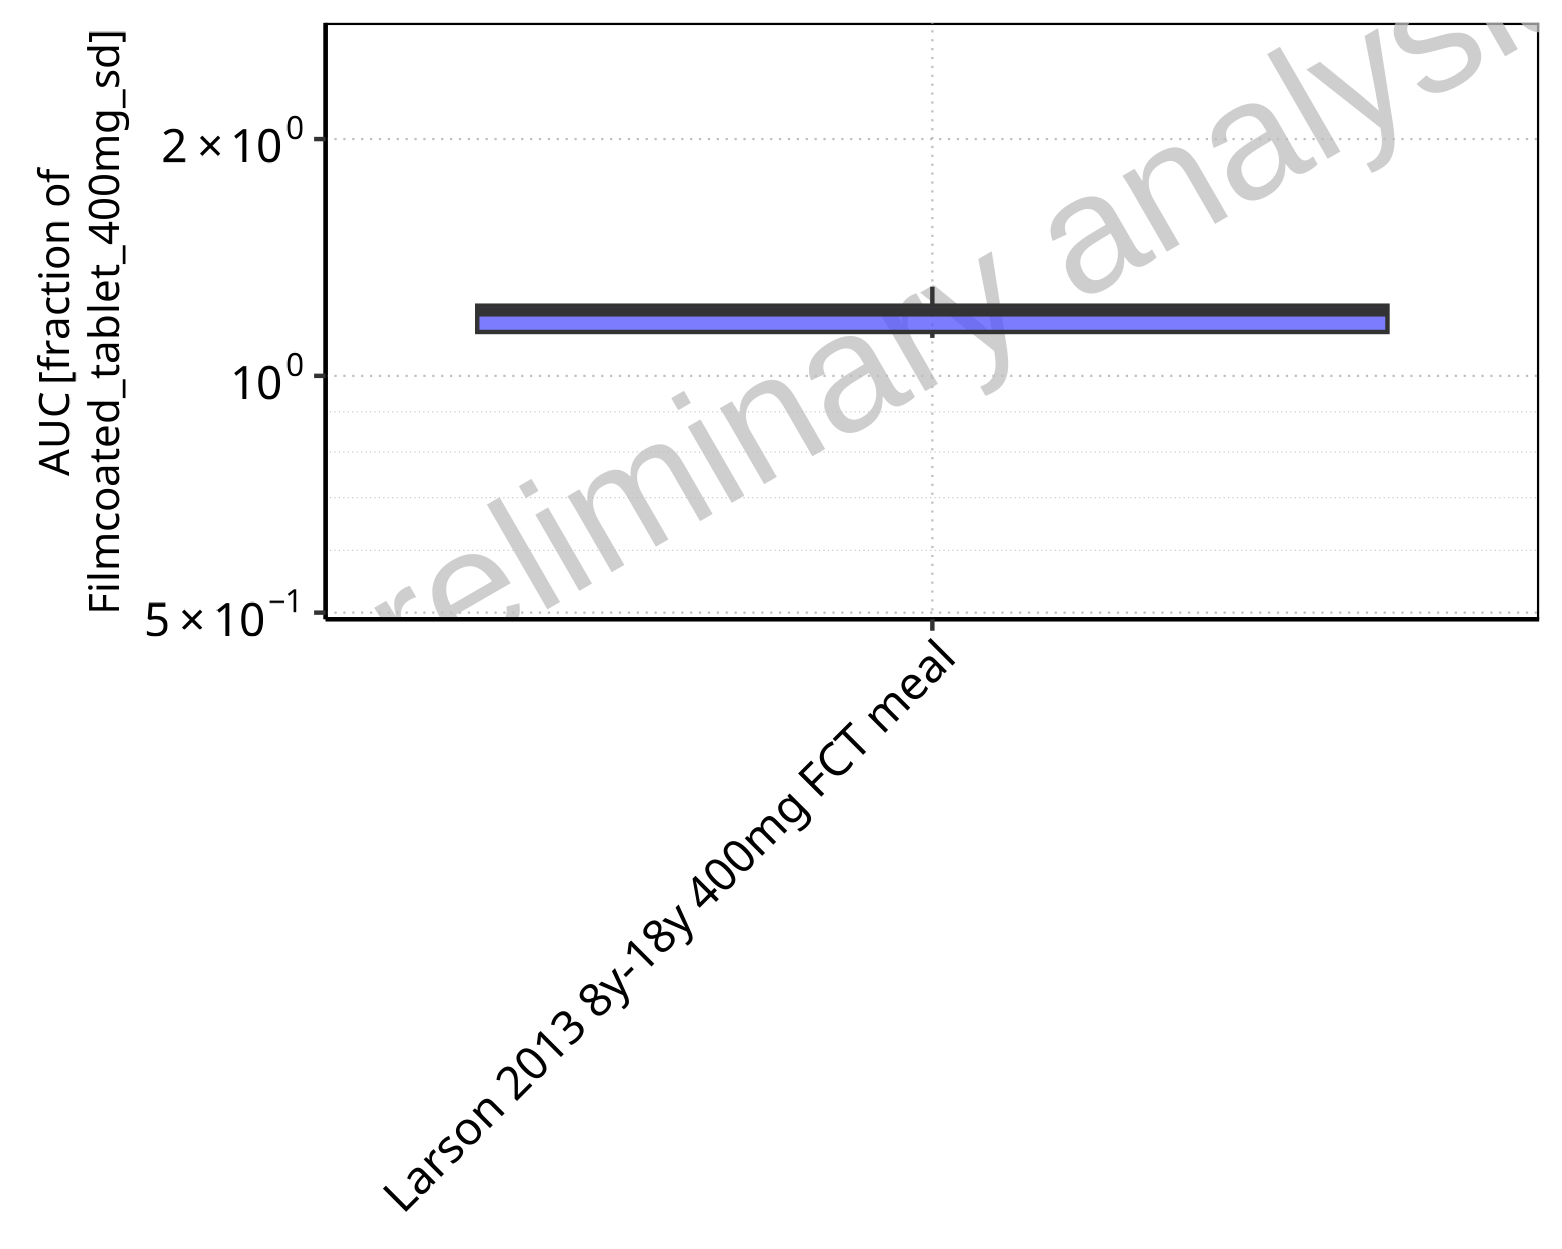 AUC [fraction of
Filmcoated_tablet_400mg_sd]
2×10⁰
10⁰
5×10⁻¹
reliminary analysi
Larson 2013 8y-18y 400mg FCT meal